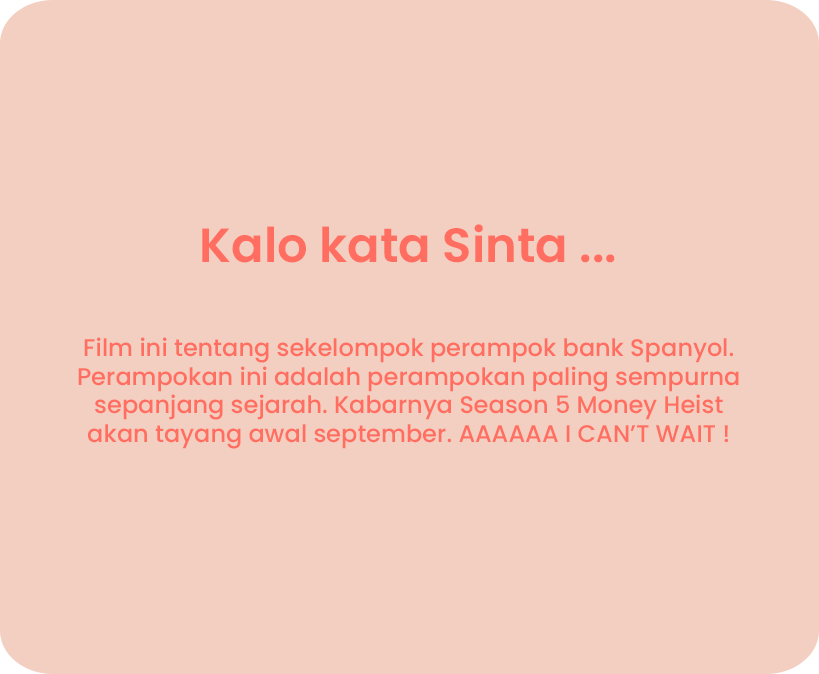 Kalo kata Sinta ...
Film ini tentang sekelompok perampok bank Spanyol.
Perampokan ini adalah perampokan paling sempurna
sepanjang sejarah. Kabarnya Season 5 Money Heist
akan tayang awal september. AAAAAA I CAN’T WAIT !